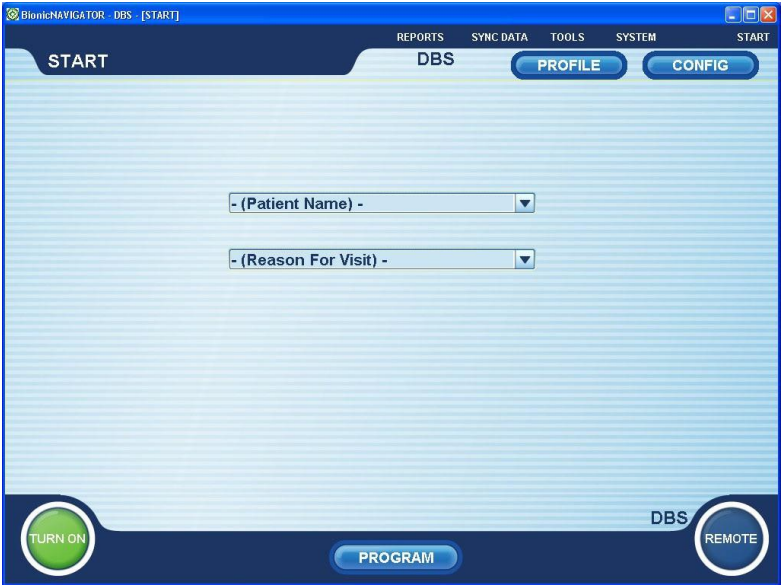 BionicNAVIGATOR - DBS - [START]
REPORTS SYNC DATA TOOLS SYSTEM START
START DBS PROFILE CONFIG
- (Patient Name) -
- (Reason For Visit) -
TURN ON DBS REMOTE
PROGRAM